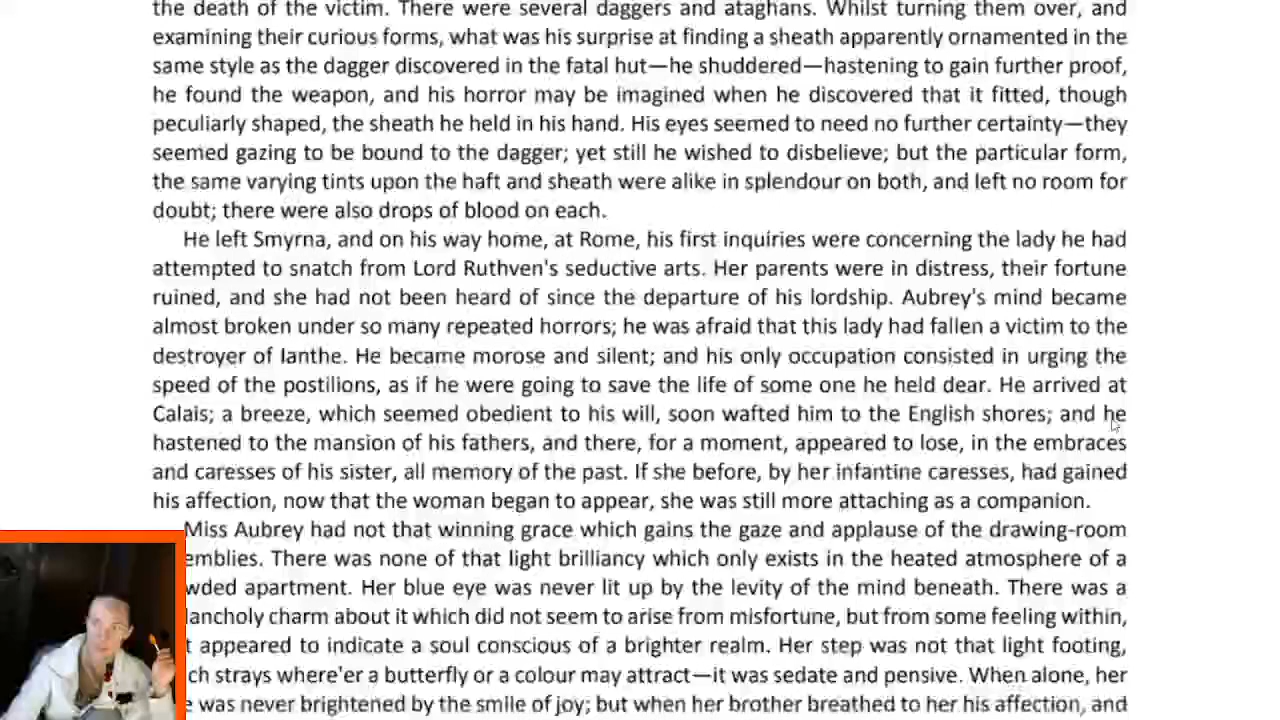 the death of the victim. There were several daggers and ataghans. Whilst turning them over, and
examining their curious forms, what was his surprise at finding a sheath apparently ornamented in the
same style as the dagger discovered in the fatal hut—he shuddered—hastening to gain further proof,
he found the weapon, and his horror may be imagined when he discovered that it fitted, though
peculiarly shaped, the sheath he held in his hand. His eyes seemed to need no further certainty—they
seemed gazing to be bound to the dagger; yet still he wished to disbelieve; but the particular form,
the same varying tints upon the haft and sheath were alike in splendour on both, and left no room for
doubt; there were also drops of blood on each.
He left Smyrna, and on his way home, at Rome, his first inquiries were concerning the lady he had
attempted to snatch from Lord Ruthven's seductive arts. Her parents were in distress, their fortune
ruined, and she had not been heard of since the departure of his lordship. Aubrey's mind became
almost broken under so many repeated horrors; he was afraid that this lady had fallen a victim to the
destroyer of Ianthe. He became morose and silent; and his only occupation consisted in urging the
speed of the postilions, as if he were going to save the life of some one he held dear. He arrived at
Calais; a breeze, which seemed obedient to his will, soon wafted him to the English shores; and he
hastened to the mansion of his fathers, and there, for a moment, appeared to lose, in the embraces
and caresses of his sister, all memory of the past. If she before, by her infantine caresses, had gained
his affection, now that the woman began to appear, she was still more attaching as a companion.
Miss Aubrey had not that winning grace which gains the gaze and applause of the drawing-room
emblies. There was none of that light brilliancy which only exists in the heated atmosphere of a
wded apartment. Her blue eye was never lit up by the levity of the mind beneath. There was a
lancholy charm about it which did not seem to arise from misfortune, but from some feeling within,
t appeared to indicate a soul conscious of a brighter realm. Her step was not that light footing,
ch strays where'er a butterfly or a colour may attract—it was sedate and pensive. When alone, her
e was never brightened by the smile of joy; but when her brother breathed to her his affection, and